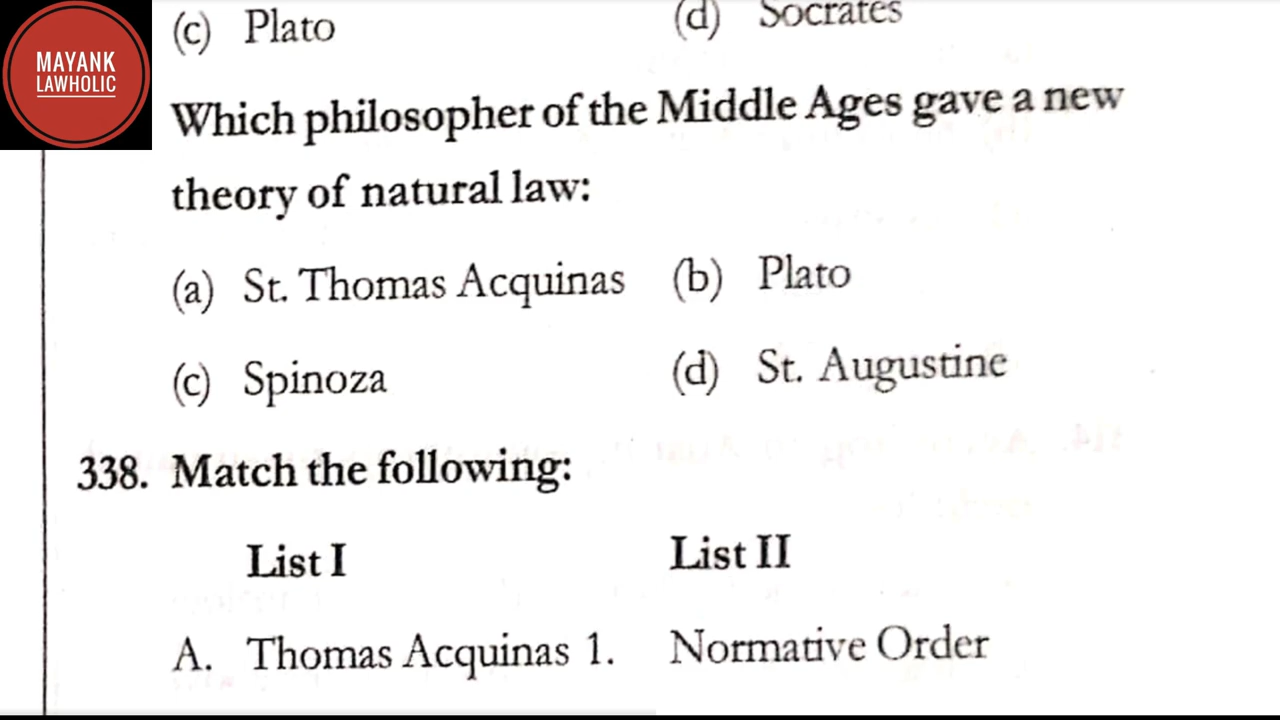 MAYANK
LAWHOLIC
(c) Plato (d) Socrates
Which philosopher of the Middle Ages gave a new
theory of natural law:
(a) St. Thomas Acquinas (b) Plato
(c) Spinoza (d) St. Augustine
338. Match the following:
List I List II
A. Thomas Acquinas 1. Normative Order